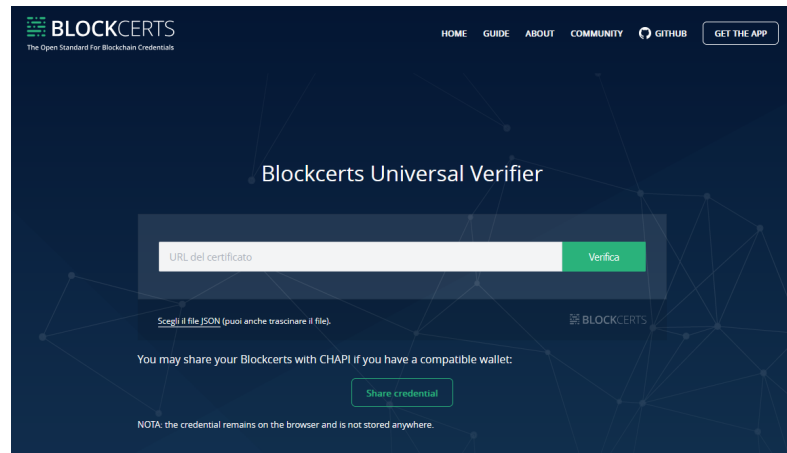 BLOCKCERTS
The Open Standard For Blockchain Credentials
HOME GUIDE ABOUT COMMUNITY GITHUB GET THE APP
Blockcerts Universal Verifier
URL del certificato Verifica
Scegli il file JSON (puoi anche trascinare il file). BLOCKCERTS
You may share your Blockcerts with CHAPI if you have a compatible wallet:
Share credential
NOTA: the credential remains on the browser and is not stored anywhere.